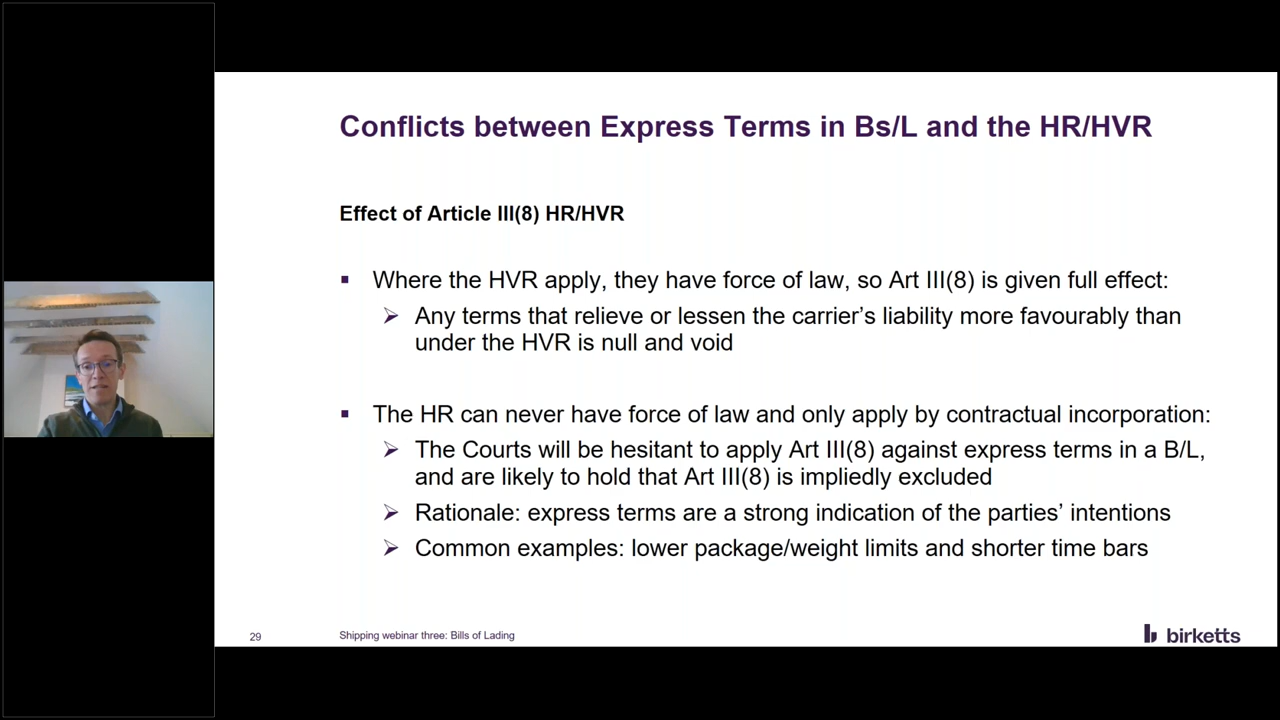 Conflicts between Express Terms in Bs/L and the HR/HVR
Effect of Article III(8) HR/HVR
▪ Where the HVR apply, they have force of law, so Art III(8) is given full effect:
➢ Any terms that relieve or lessen the carrier’s liability more favourably than
under the HVR is null and void
▪ The HR can never have force of law and only apply by contractual incorporation:
➢ The Courts will be hesitant to apply Art III(8) against express terms in a B/L,
and are likely to hold that Art III(8) is impliedly excluded
➢ Rationale: express terms are a strong indication of the parties’ intentions
➢ Common examples: lower package/weight limits and shorter time bars
29
Shipping webinar three: Bills of Lading
birketts